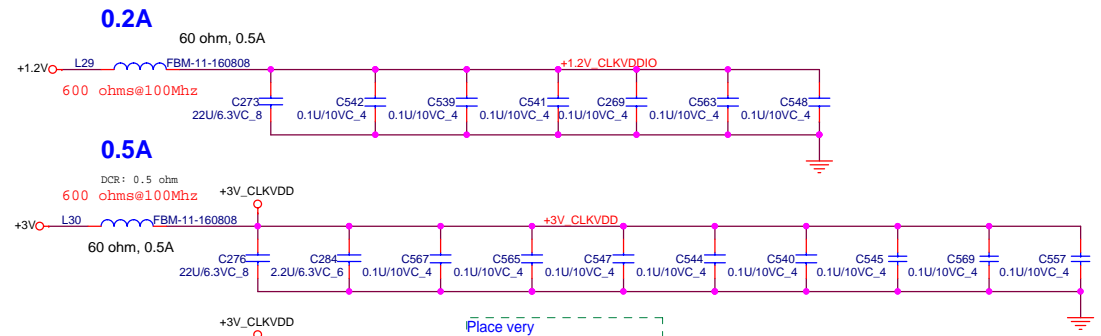 0.2A
60 ohm, 0.5A
+1.2V L29 FBM-11-160808 +1.2V_CLKVDDIO
600 ohms@100Mhz
C273 C542 C539 C541 C269 C563 C548
22U/6.3VC_8 0.1U/10VC_4 0.1U/10VC_4 0.1U/10VC_4 0.1U/10VC_4 0.1U/10VC_4 0.1U/10VC_4
0.5A
DCR: 0.5 ohm
600 ohms@100Mhz +3V_CLKVDD
+3V L30 FBM-11-160808 +3V_CLKVDD
60 ohm, 0.5A
C276 C284 C567 C565 C547 C544 C540 C545 C569 C557
22U/6.3VC_8 2.2U/6.3VC_6 0.1U/10VC_4 0.1U/10VC_4 0.1U/10VC_4 0.1U/10VC_4 0.1U/10VC_4 0.1U/10VC_4 0.1U/10VC_4 0.1U/10VC_4
+3V_CLKVDD
Place very